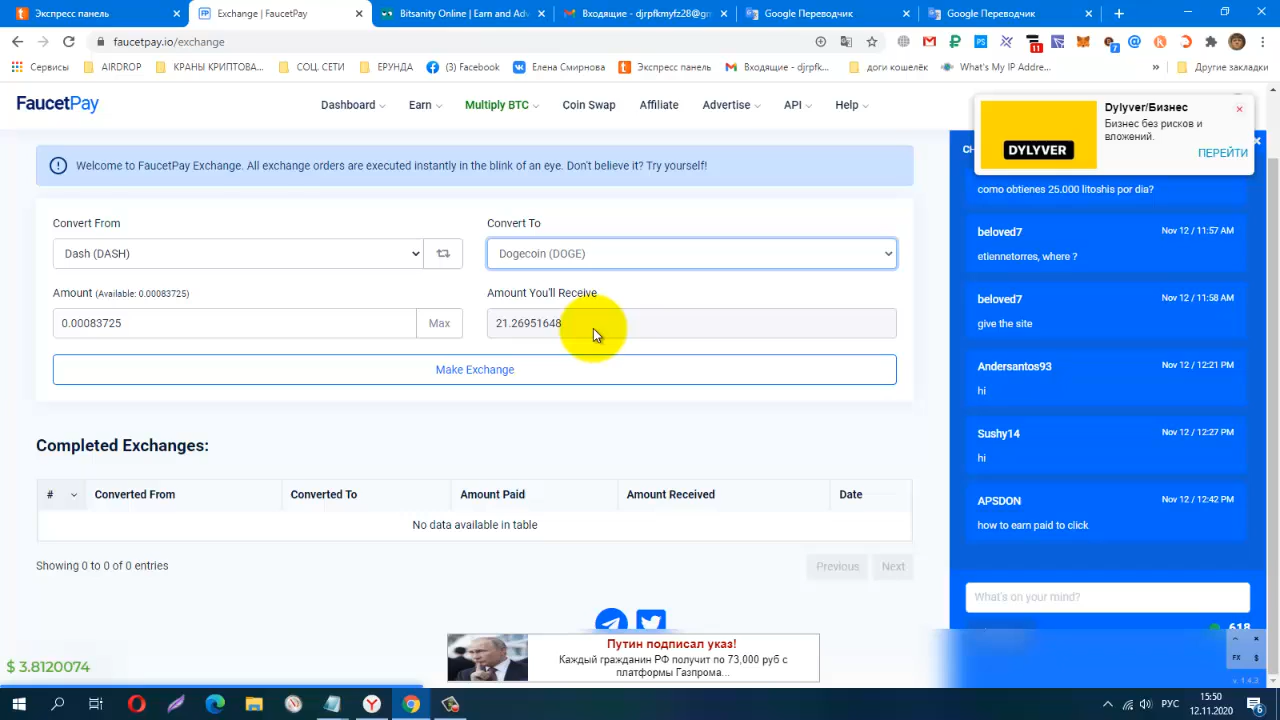 Экспресс панель
Exchange | FaucetPay
Bitsanity Online | Earn and Adv
Входящие - djrpfkmyfz28@gm
Google Переводчик
Google Переводчик
faucetpay.io/exchange
11
7
Сервисы
AIRDROP
КРАНЫ КРИПТОВА...
СОЦ. СЕТИ
ЕРУНДА
(3) Facebook
Елена Смирнова
Экспресс панель
Входящие - djrpfk...
доги кошелёк
What's My IP Addre...
Другие закладки
FaucetPay
Dashboard
Earn
Multiply BTC
Coin Swap
Affiliate
Advertise
API
Help
Dylyver/Бизнес
Бизнес без рисков и
вложений.
ПЕРЕЙТИ
DYLYVER
Welcome to FaucetPay Exchange. All exchange orders are executed instantly in the blink of an eye. Don't believe it? Try yourself!
Convert From
Convert To
Dash (DASH)
Dogecoin (DOGE)
Amount (Available: 0.00083725)
Amount You'll Receive
0.00083725
Max
21.26951648
Make Exchange
Completed Exchanges:
#
Converted From
Converted To
Amount Paid
Amount Received
Date
No data available in table
Showing 0 to 0 of 0 entries
Previous
Next
CH
como obtienes 25.000 litoshis por dia?
beloved7
Nov 12 / 11:57 AM
etiennetorres, where ?
beloved7
Nov 12 / 11:58 AM
give the site
Andersantos93
Nov 12 / 12:21 PM
hi
Sushy14
Nov 12 / 12:27 PM
hi
APSDON
Nov 12 / 12:42 PM
how to earn paid to click
What's on your mind?
618
$ 3.8120074
Путин подписал указ!
Каждый гражданин РФ получит по 73,000 руб с
платформы Газпрома...
FX
$
v. 1.4.3
РУС
15:50
12.11.2020
6